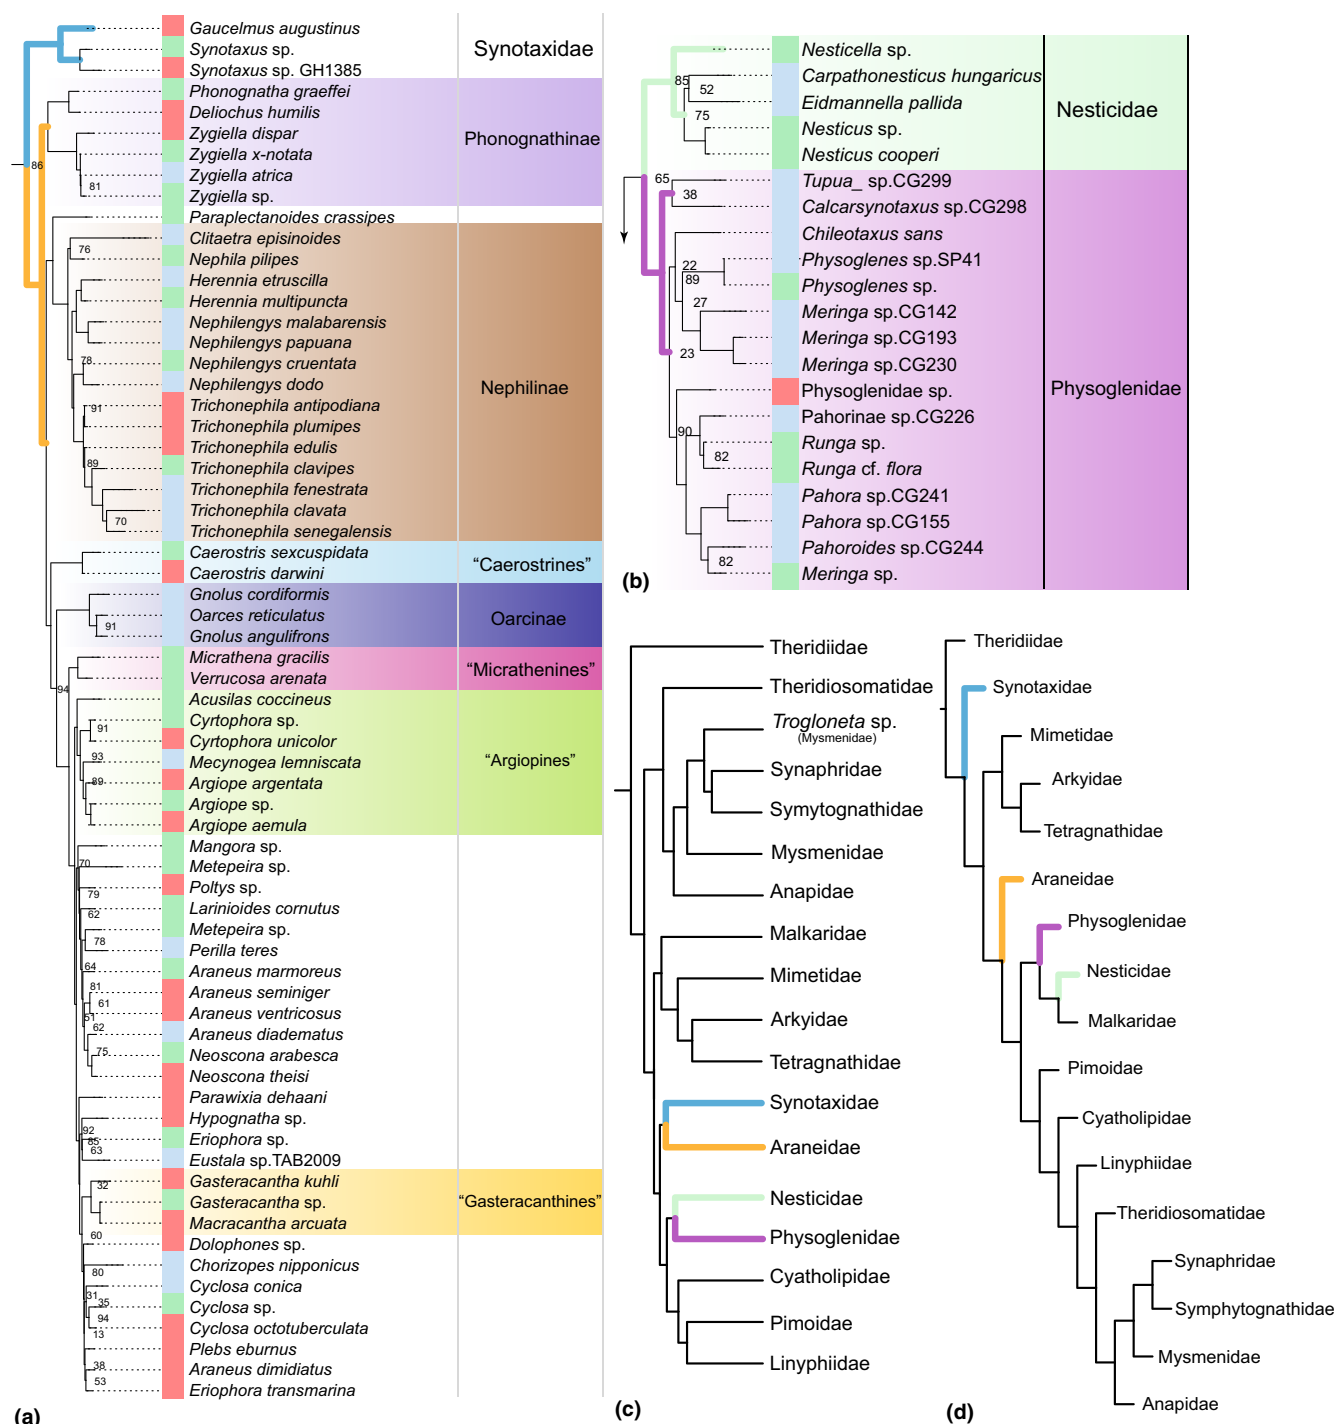 Gaucelmus augustinus
Synotaxus sp.
Synotaxus sp. GH1385
Synotaxidae
Phonognatha graeffei
Deliochus humilis
Zygiella dispar
Zygiella x-notata
Zygiella atrica
Zygiella sp.
Phonognathinae
86
81
Paraplectanoides crassipes
Clitaetra episinoides
Nephila pilipes
Herennia etruscilla
Herennia multipuncta
Nephilengys malabarensis
Nephilengys papuana
Nephilengys cruentata
Nephilengys dodo
Trichonephila antipodiana
Trichonephila plumipes
Trichonephila edulis
Trichonephila clavipes
Trichonephila fenestrata
Trichonephila clavata
Trichonephila senegalensis
Nephilinae
76
78
91
89
70
Caerostris sexcuspidata
Caerostris darwini
“Caerostrines”
Gnolus cordiformis
Oarces reticulatus
Gnolus angulifrons
Oarcinae
91
Micrathena gracilis
Verrucosa arenata
“Micrathenines”
94
Acusilas coccineus
Cyrtophora sp.
Cyrtophora unicolor
Mecynogea lemniscata
Argiope argentata
Argiope sp.
Argiope aemula
“Argiopines”
91
93
89
Mangora sp.
Metepeira sp.
Poltys sp.
Larinioides cornutus
Metepeira sp.
Perilla teres
Araneus marmoreus
Araneus seminiger
Araneus ventricosus
Araneus diadematus
Neoscona arabesca
Neoscona theisi
Parawixia dehaani
Hypognatha sp.
Eriophora sp.
Eustala sp.TAB2009
70
79
62
78
64
81
61
51
62
75
92
85
63
Gasteracantha kuhli
Gasteracantha sp.
Macracantha arcuata
“Gasteracanthines”
32
60
Dolophones sp.
Chorizopes nipponicus
Cyclosa conica
Cyclosa sp.
Cyclosa octotuberculata
Plebs eburnus
Araneus dimidiatus
Eriophora transmarina
80
31
35
94
13
38
53
(a)
Nesticella sp.
Carpathonesticus hungaricus
Eidmannella pallida
Nesticus sp.
Nesticus cooperi
Nesticidae
85
52
75
Tupua_ sp.CG299
Calcarsynotaxus sp.CG298
Chileotaxus sans
Physoglenes sp.SP41
Physoglenes sp.
Meringa sp.CG142
Meringa sp.CG193
Meringa sp.CG230
Physoglenidae sp.
Pahorinae sp.CG226
Runga sp.
Runga cf. flora
Pahora sp.CG241
Pahora sp.CG155
Pahoroides sp.CG244
Meringa sp.
Physoglenidae
65
38
22
89
27
23
90
82
82
(b)
Theridiidae
Theridiosomatidae
Trogloneta sp.
(Mysmenidae)
Synaphridae
Symytognathidae
Mysmenidae
Anapidae
Malkaridae
Mimetidae
Arkyidae
Tetragnathidae
Synotaxidae
Araneidae
Nesticidae
Physoglenidae
Cyatholipidae
Pimoidae
Linyphiidae
(c)
Theridiidae
Synotaxidae
Mimetidae
Arkyidae
Tetragnathidae
Araneidae
Physoglenidae
Nesticidae
Malkaridae
Pimoidae
Cyatholipidae
Linyphiidae
Theridiosomatidae
Synaphridae
Symphytognathidae
Mysmenidae
Anapidae
(d)